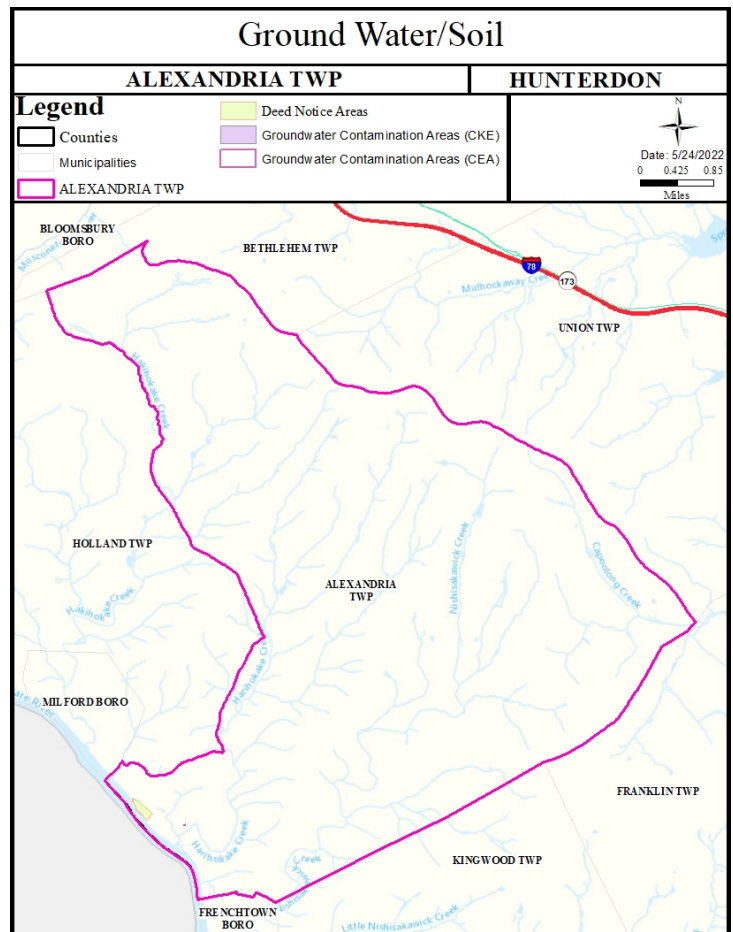 Ground Water/Soil
ALEXANDRIA TWP
HUNTERDON
Legend
Counties
Municipalities
ALEXANDRIA TWP
Deed Notice Areas
Groundwater Contamination Areas (CKE)
Groundwater Contamination Areas (CEA)
N
Date: 5/24/2022
0 0.425 0.85
Miles
BLOOMSBURY
BORO
BETHLEHEM TWP
78
173
Mulhockaway Creek
UNION TWP
Hakihokake Creek
HOLLAND TWP
ALEXANDRIA
TWP
Nishisakawick Creek
Capoolong Creek
Hakihokake Creek
Harihokake Cre
MILFORD BORO
are River
FRANKLIN TWP
Harihokake Creek
Creek
KINGWOOD TWP
FRENCHTOWN
BORO
Little Nishisakawick Creek